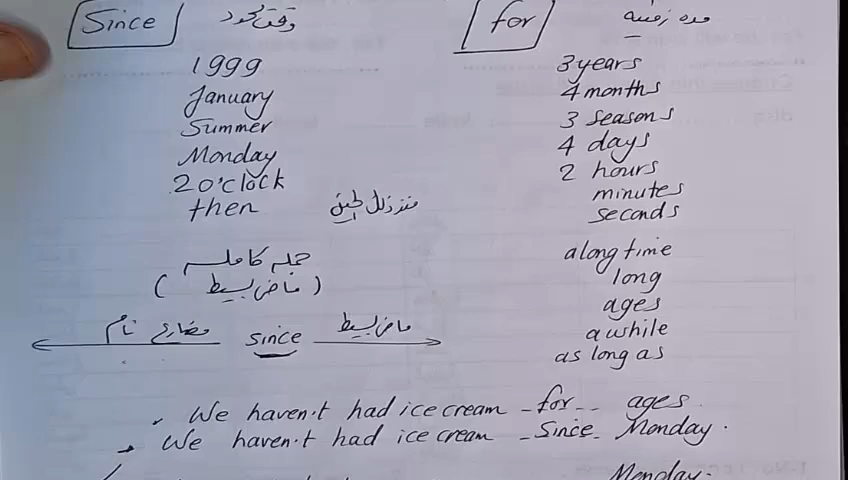 Since وقت محدد
1999
January
Summer
Monday
2 o'clock
then منذ ذلك الحين
جملة كاملة
(ماضي بسيط)
مضارع تام since ماضي بسيط
for مدة زمنية
3 years
4 months
3 seasons
4 days
2 hours
minutes
seconds
a long time
long
ages
a while
as long as
We haven't had ice cream for ages.
We haven't had ice cream Since Monday.
Monday.